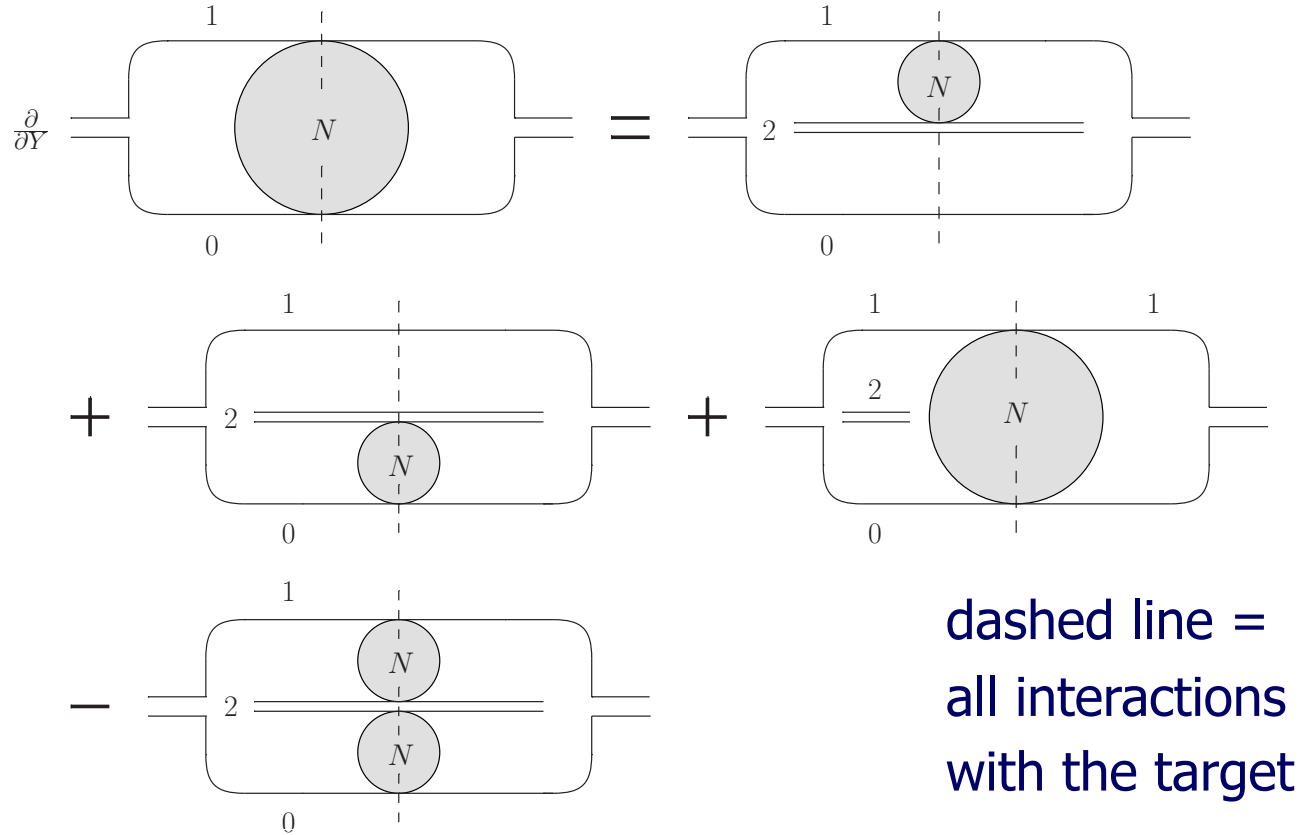 1 1
∂/∂Y N = 2 N
0 0
1 1 1
+ 2 N + 2 N
0 0
1
− 2 N N
0
dashed line =
all interactions
with the target